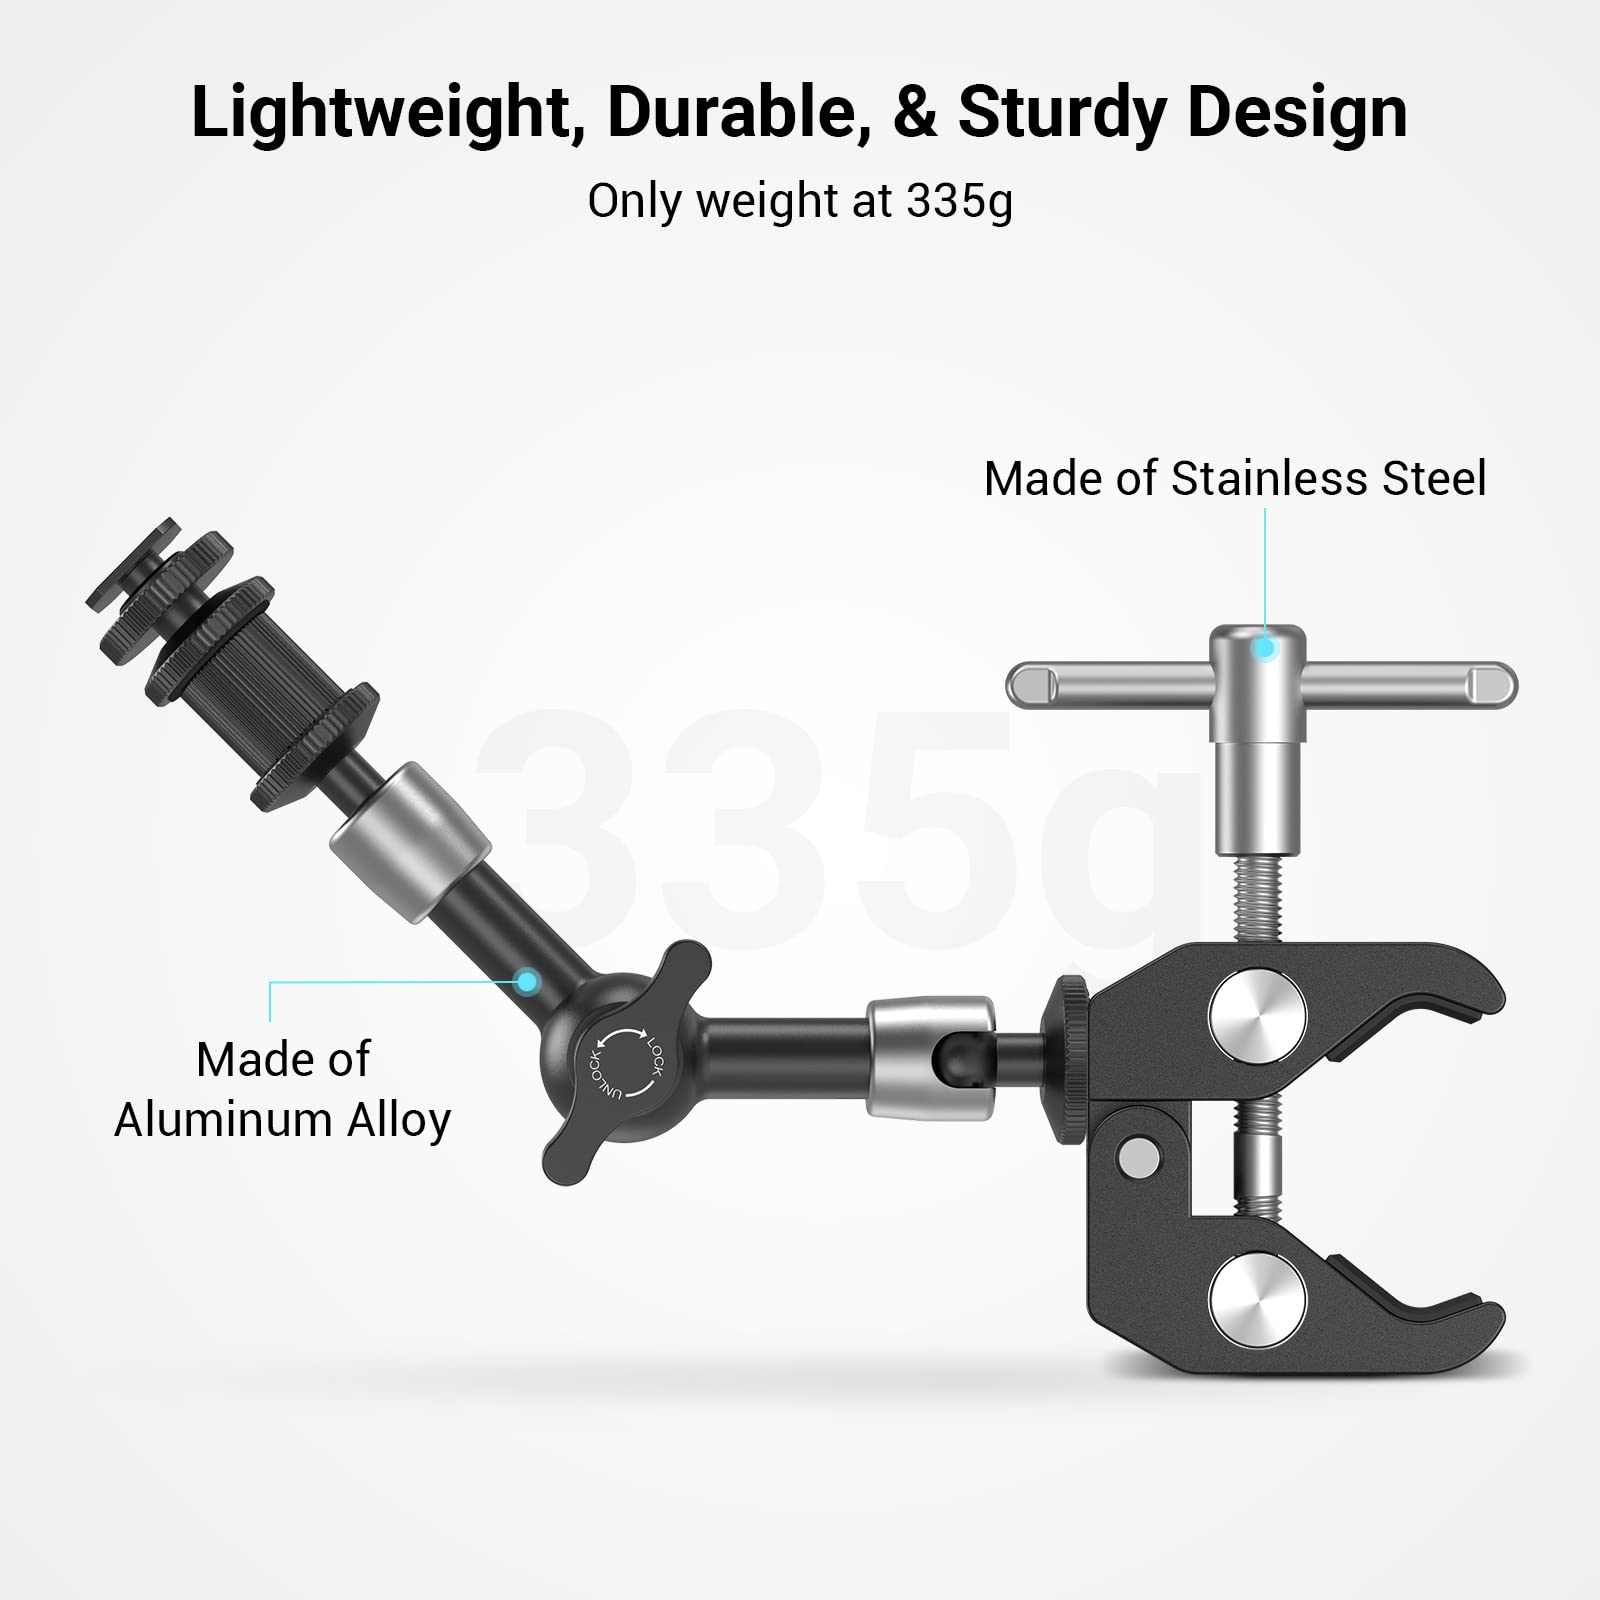 Lightweight, Durable, & Sturdy Design
Only weight at 335g
Made of Stainless Steel
335g
Made of
Aluminum Alloy
LOCK
UNLOCK